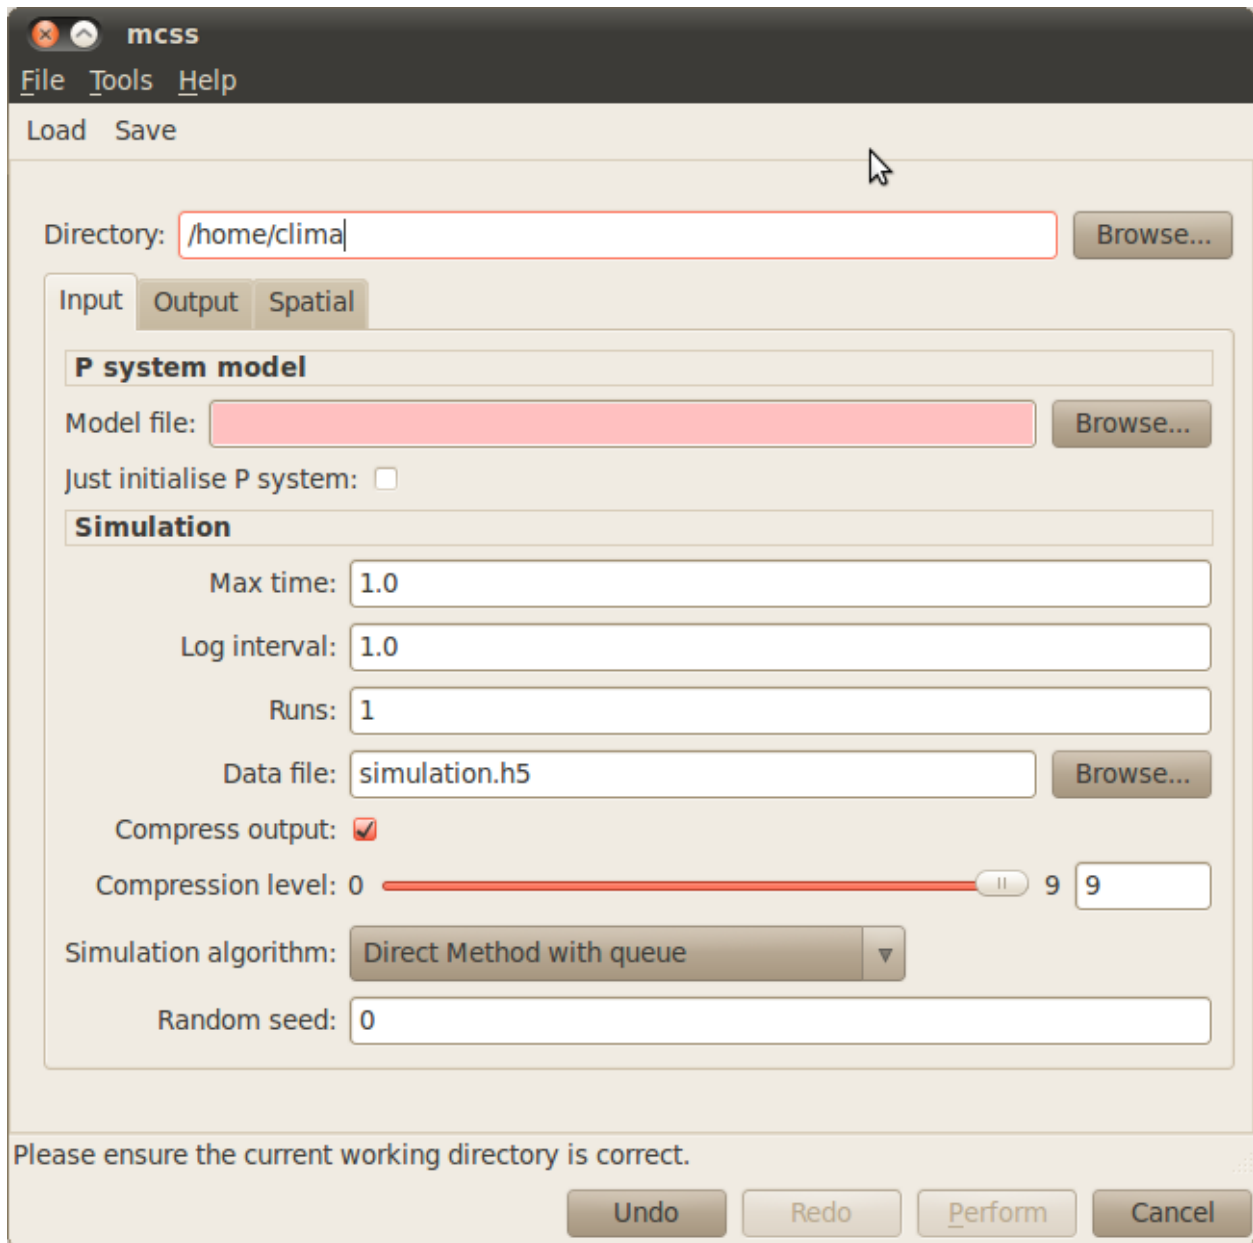 mcss
File Tools Help
Load Save
Directory: /home/clima Browse...
Input Output Spatial
P system model
Model file: Browse...
Just initialise P system:
Simulation
Max time: 1.0
Log interval: 1.0
Runs: 1
Data file: simulation.h5 Browse...
Compress output:
Compression level: 0 9 9
Simulation algorithm: Direct Method with queue
Random seed: 0
Please ensure the current working directory is correct.
Undo Redo Perform Cancel